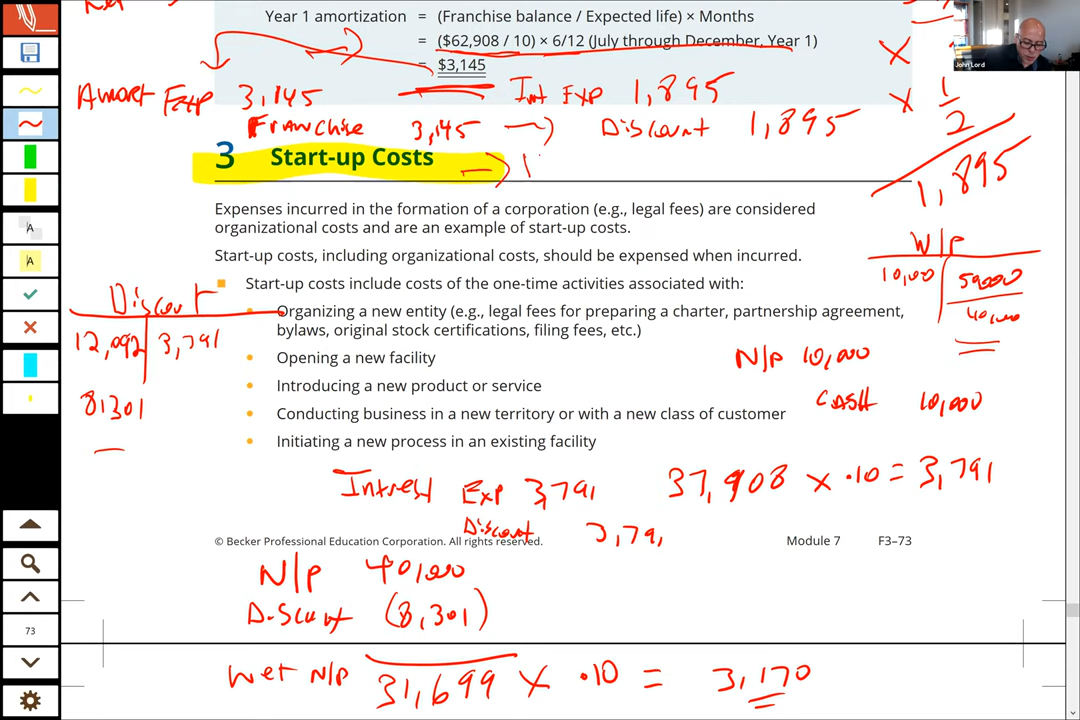 Year 1 amortization = (Franchise balance / Expected life) × Months
= ($62,908 / 10) × 6/12 (July through December, Year 1)
= $3,145
John Lord
Amort Exp 3,145 Int Exp 1,895
Franchise 3,145 Discount 1,895
X
X 1/2
1,895
3 Start-up Costs
Expenses incurred in the formation of a corporation (e.g., legal fees) are considered
organizational costs and are an example of start-up costs.
Start-up costs, including organizational costs, should be expensed when incurred.
N/P
10,000 50,000
40,000
Start-up costs include costs of the one-time activities associated with:
Organizing a new entity (e.g., legal fees for preparing a charter, partnership agreement,
bylaws, original stock certifications, filing fees, etc.)
Opening a new facility
Introducing a new product or service
Conducting business in a new territory or with a new class of customer
Initiating a new process in an existing facility
Discount
12,092 3,791
8,301
N/P 10,000
CASH 10,000
Intrest Exp 3,791 37,908 X .10 = 3,791
Discount 3,791
© Becker Professional Education Corporation. All rights reserved. Module 7 F3–73
N/P 40,000
Discount (8,301)
Net N/P 31,699 X .10 = 3,170
A
A
73